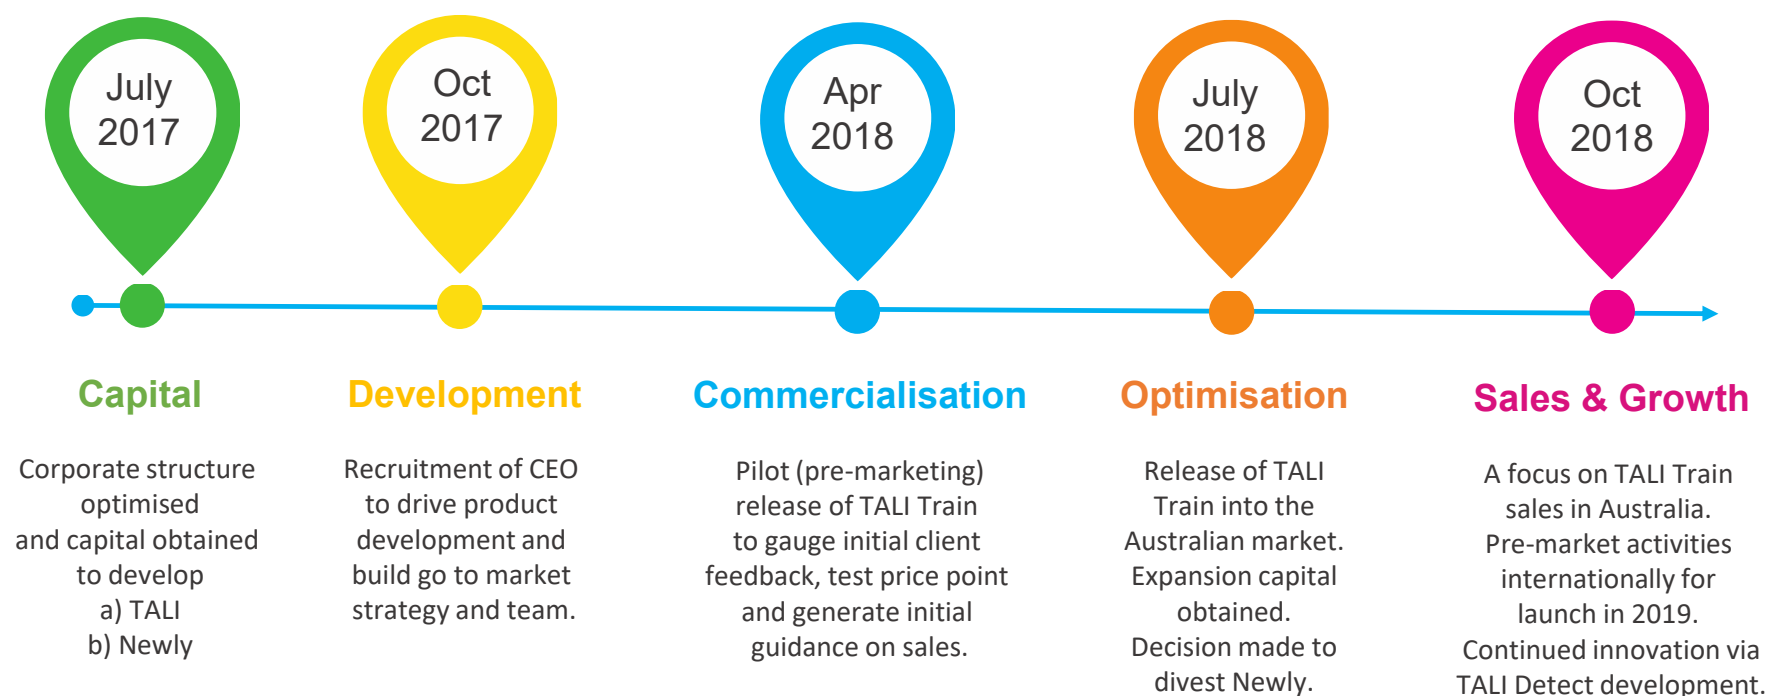 July
2017
Oct
2017
Apr
2018
July
2018
Oct
2018
Capital
Corporate structure
optimised
and capital obtained
to develop
a) TALI
b) Newly
Development
Recruitment of CEO
to drive product
development and
build go to market
strategy and team.
Commercialisation
Pilot (pre-marketing)
release of TALI Train
to gauge initial client
feedback, test price point
and generate initial
guidance on sales.
Optimisation
Release of TALI
Train into the
Australian market.
Expansion capital
obtained.
Decision made to
divest Newly.
Sales & Growth
A focus on TALI Train
sales in Australia.
Pre-market activities
internationally for
launch in 2019.
Continued innovation via
TALI Detect development.